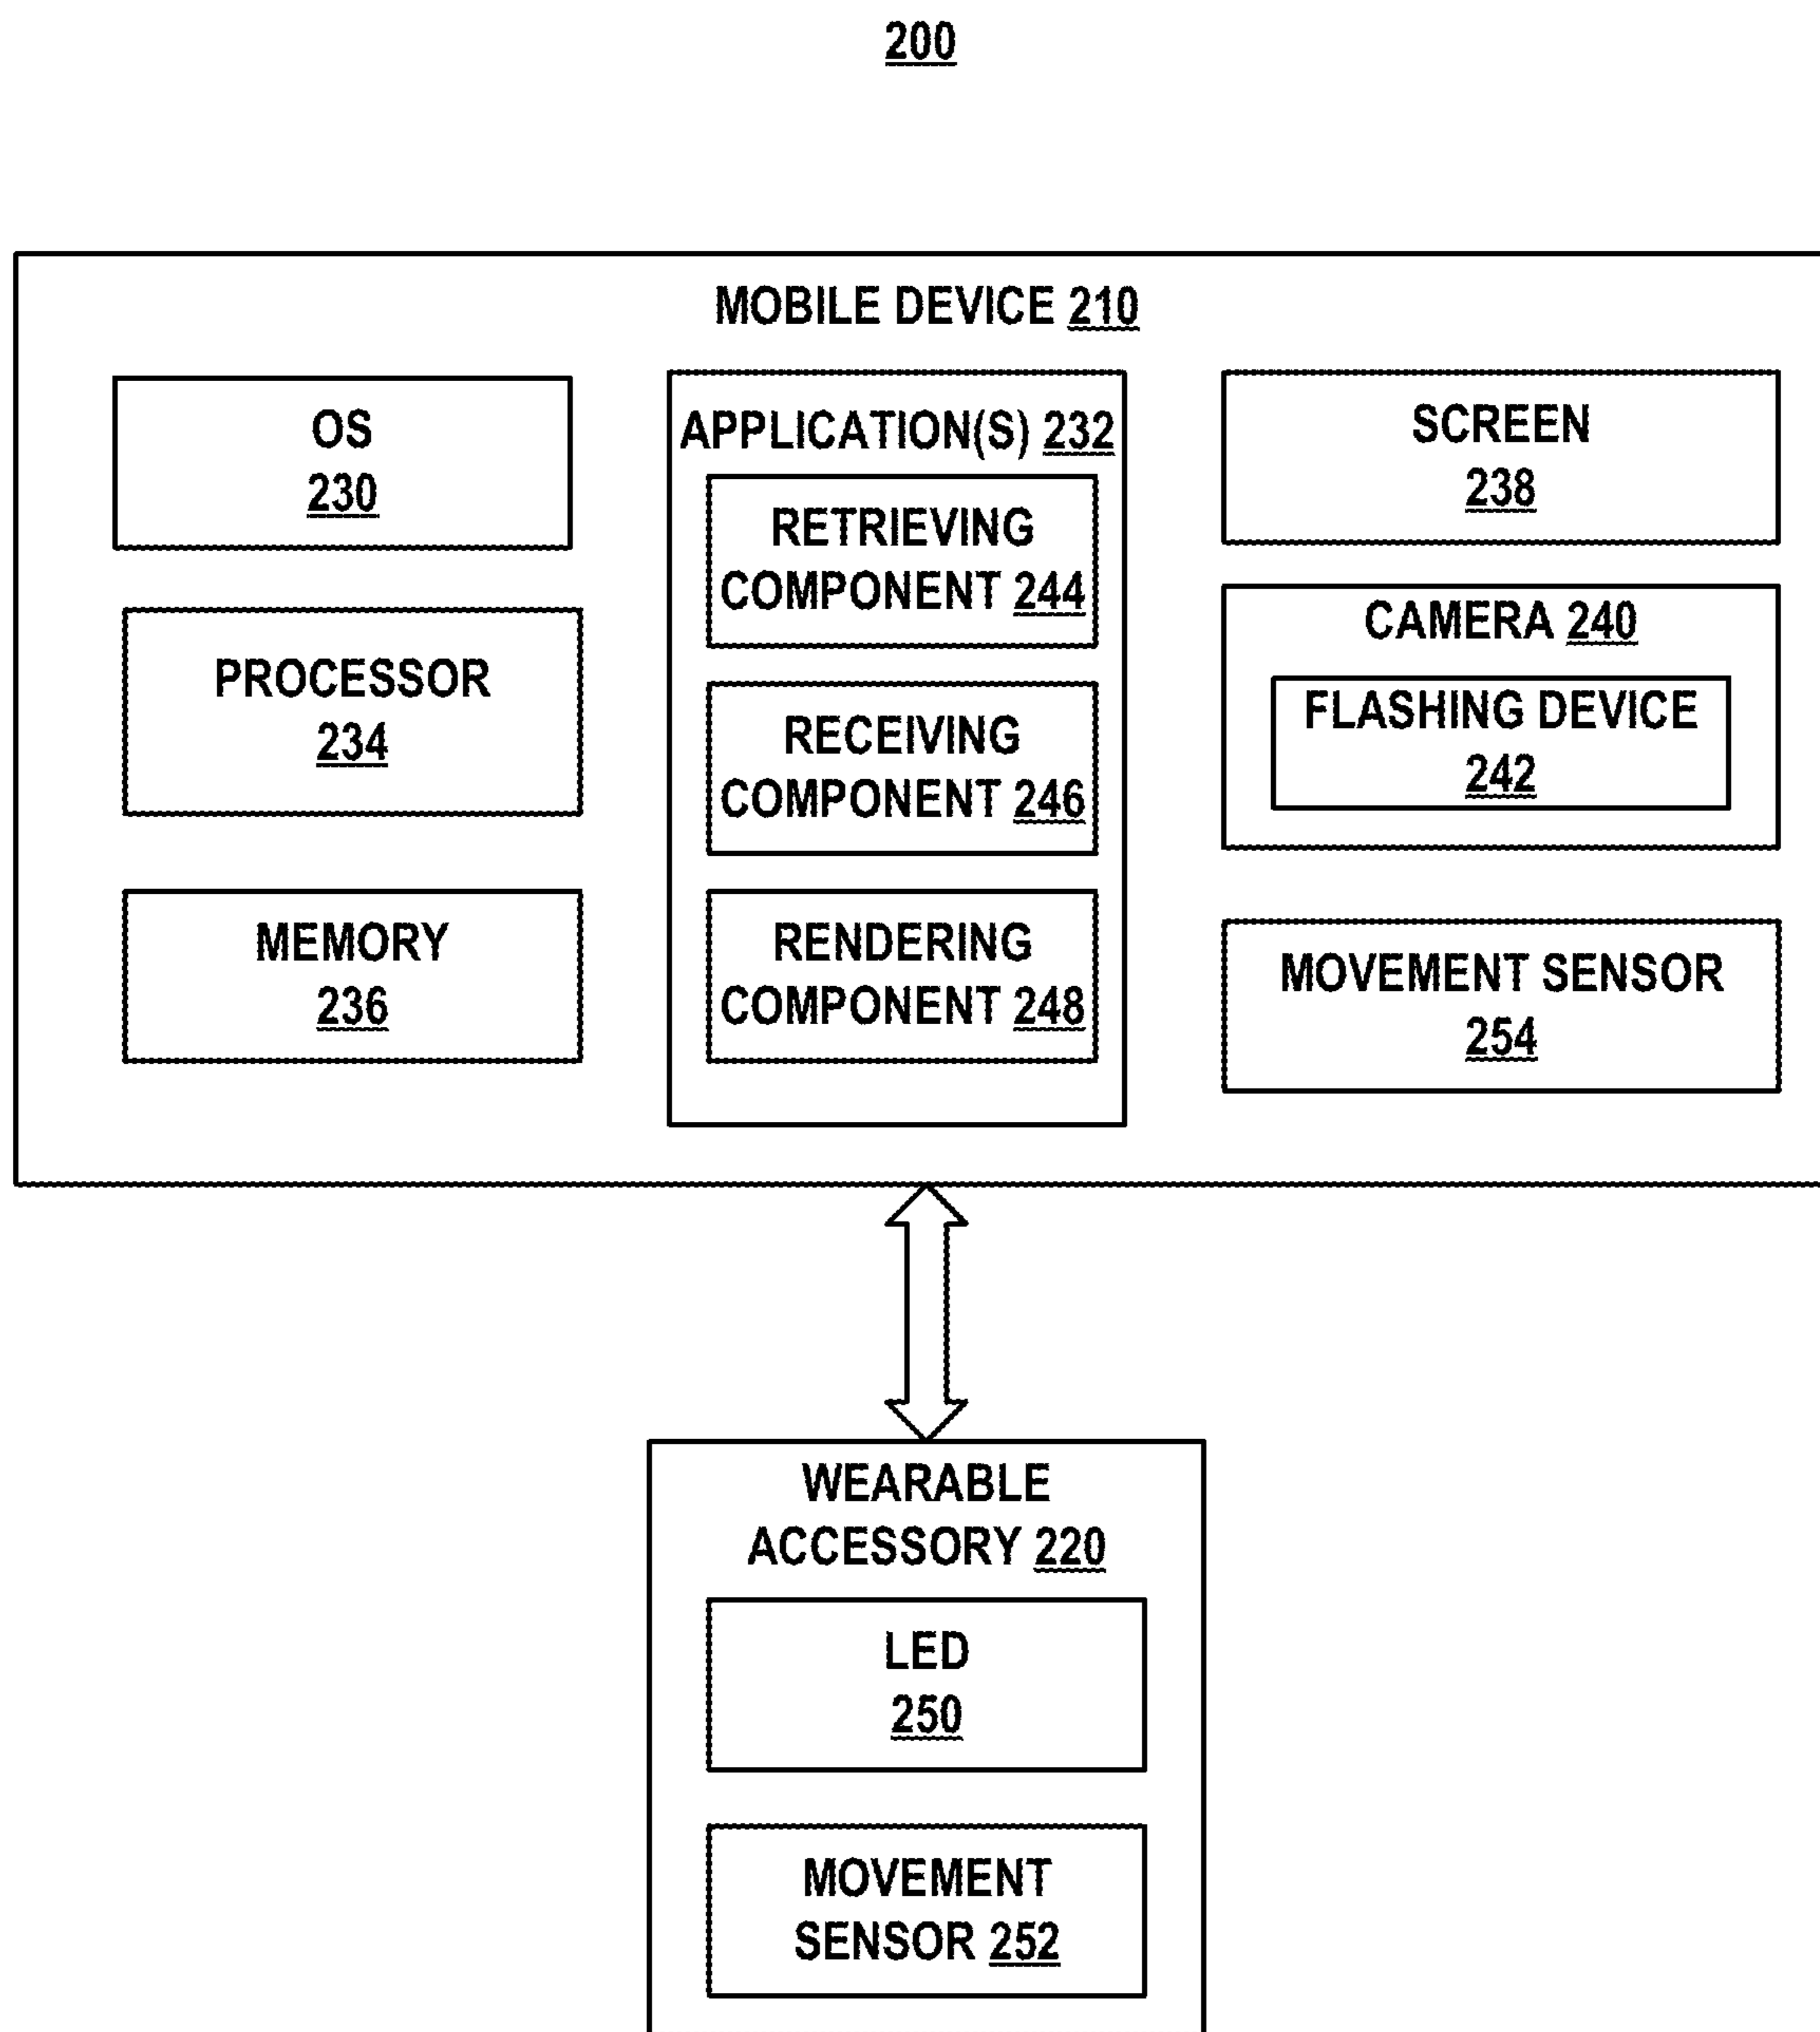 200
MOBILE DEVICE 210
OS
230
PROCESSOR
234
MEMORY
236
APPLICATION(S) 232
RETRIEVING
COMPONENT 244
RECEIVING
COMPONENT 246
RENDERING
COMPONENT 248
SCREEN
238
CAMERA 240
FLASHING DEVICE
242
MOVEMENT SENSOR
254
WEARABLE
ACCESSORY 220
LED
250
MOVEMENT
SENSOR 252